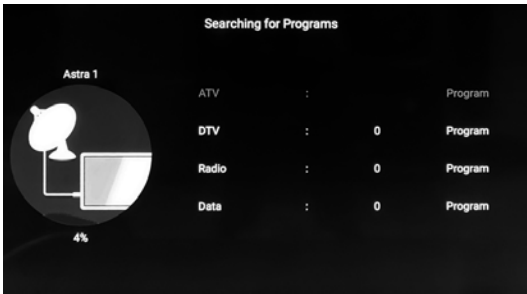 Searching for Programs
Astra 1
ATV : Program
DTV : 0 Program
Radio : 0 Program
Data : 0 Program
4%